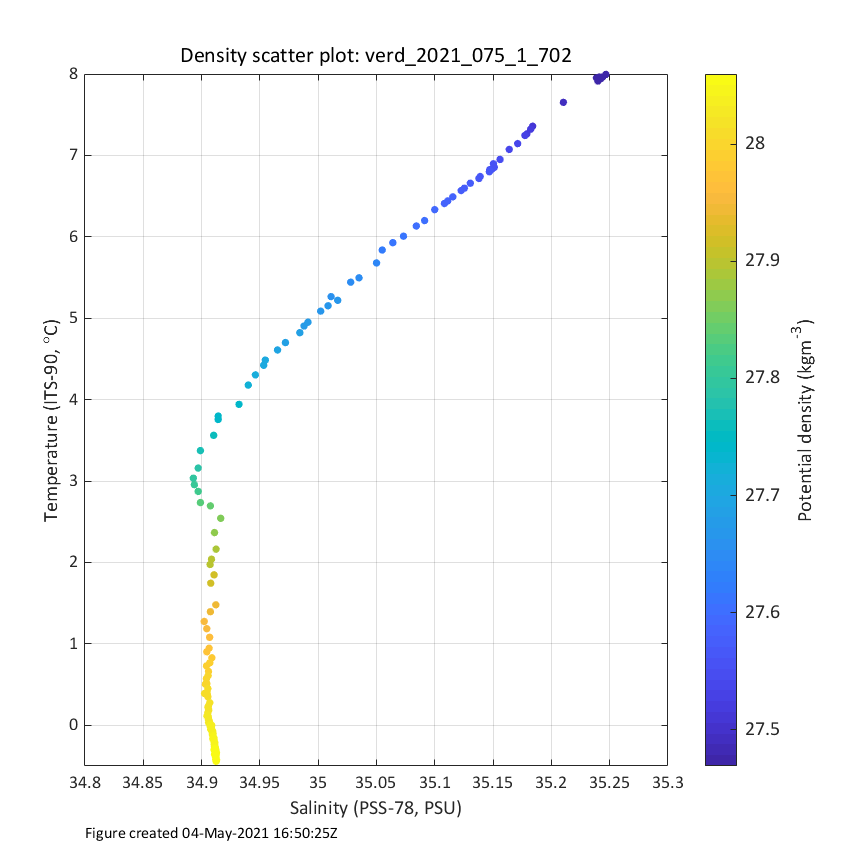 Density scatter plot: verd_2021_075_1_702
8
7
6
5
4
3
2
1
0
Temperature (ITS-90, °C)
34.8 34.85 34.9 34.95 35 35.05 35.1 35.15 35.2 35.25 35.3
Salinity (PSS-78, PSU)
28
27.9
27.8
27.7
27.6
27.5
Potential density (kgm-3)
Figure created 04-May-2021 16:50:25Z